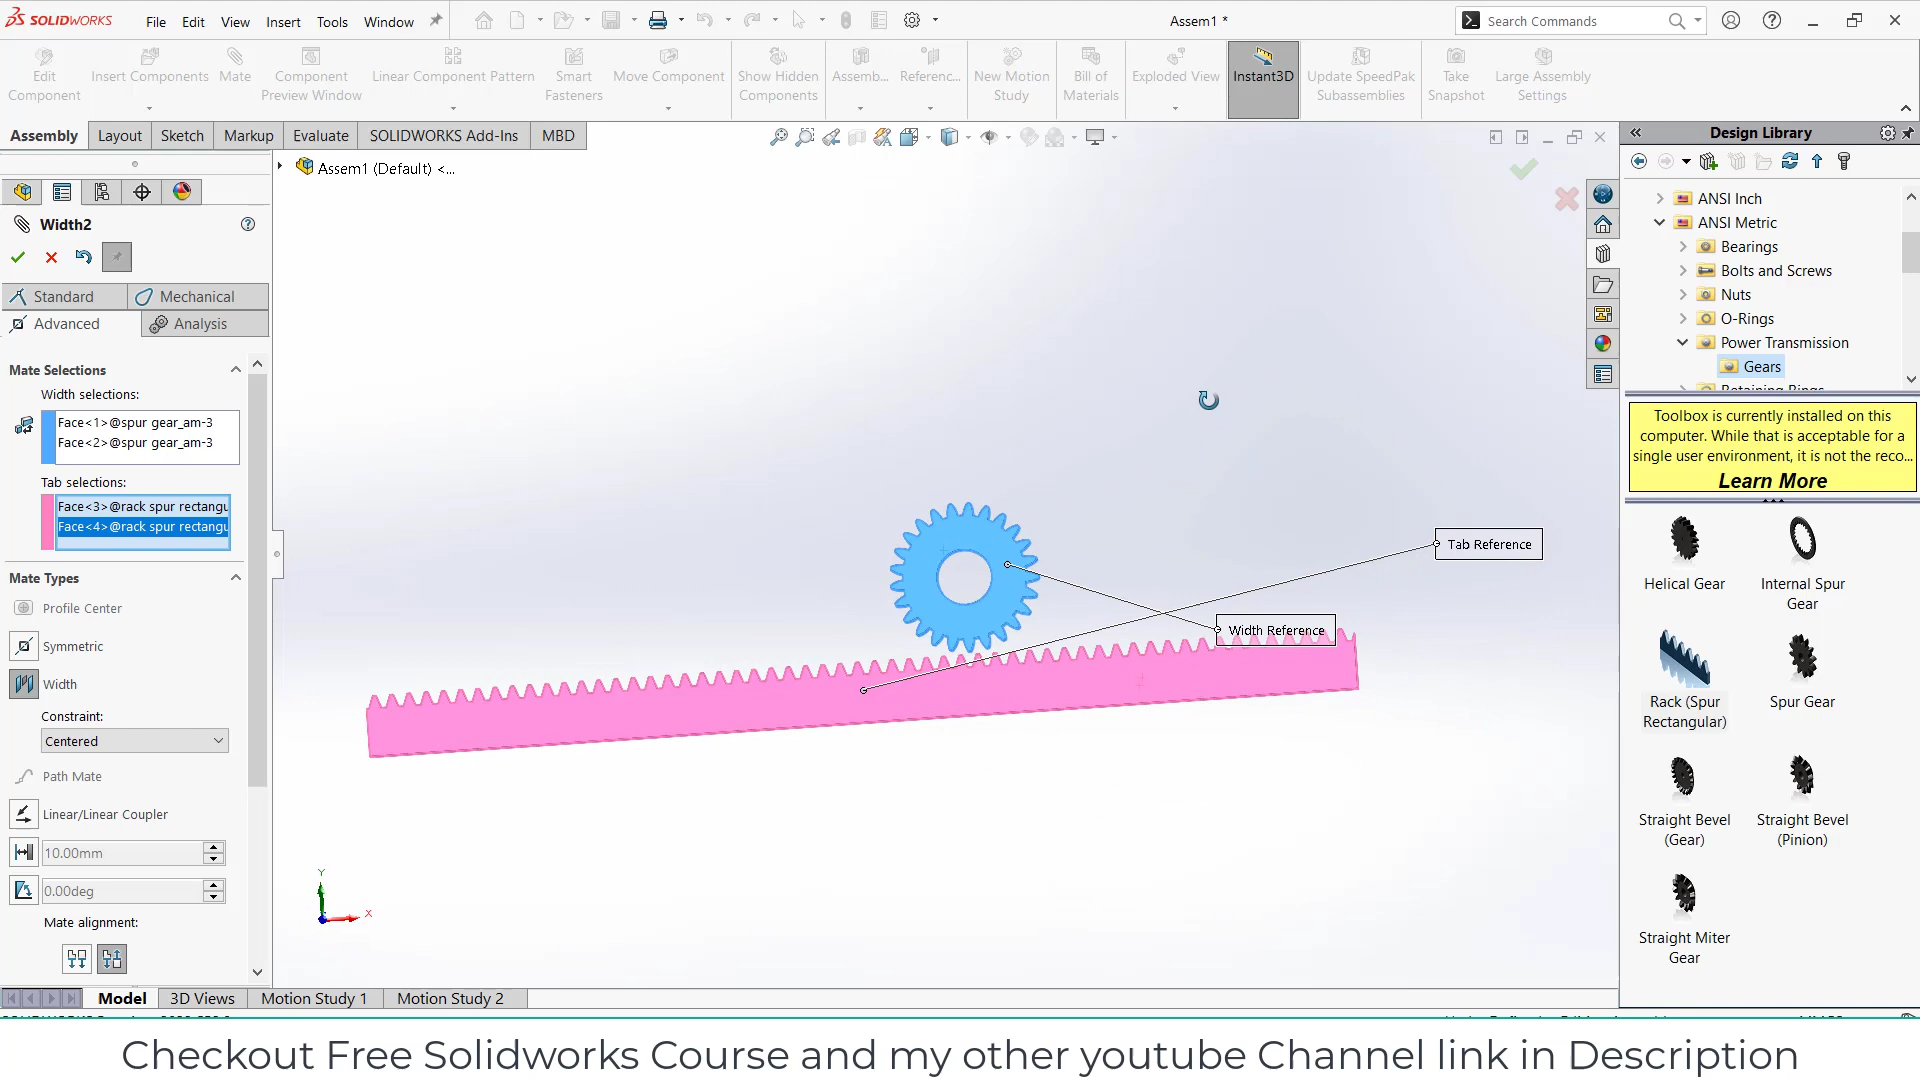 SOLIDWORKS
File Edit View Insert Tools Window
Assem1 *
Search Commands
Edit Component
Insert Components
Mate
Component Preview Window
Linear Component Pattern
Smart Fasteners
Move Component
Show Hidden Components
Assemb...
Referenc...
New Motion Study
Bill of Materials
Exploded View
Instant3D
Update SpeedPak Subassemblies
Take Snapshot
Large Assembly Settings
Assembly Layout Sketch Markup Evaluate SOLIDWORKS Add-Ins MBD
Assem1 (Default) <...
Width2
Standard Mechanical
Advanced Analysis
Mate Selections
Width selections:
Face<1>@spur gear_am-3
Face<2>@spur gear_am-3
Tab selections:
Face<3>@rack spur rectangu
Face<4>@rack spur rectangu
Mate Types
Profile Center
Symmetric
Width
Constraint:
Centered
Path Mate
Linear/Linear Coupler
10.00mm
0.00deg
Mate alignment:
Tab Reference
Width Reference
Y
X
Model 3D Views Motion Study 1 Motion Study 2
Design Library
ANSI Inch
ANSI Metric
Bearings
Bolts and Screws
Nuts
O-Rings
Power Transmission
Gears
Retaining Rings
Toolbox is currently installed on this
computer. While that is acceptable for a
single user environment, it is not the reco...
Learn More
Helical Gear
Internal Spur Gear
Rack (Spur Rectangular)
Spur Gear
Straight Bevel (Gear)
Straight Bevel (Pinion)
Straight Miter Gear
Checkout Free Solidworks Course and my other youtube Channel link in Description